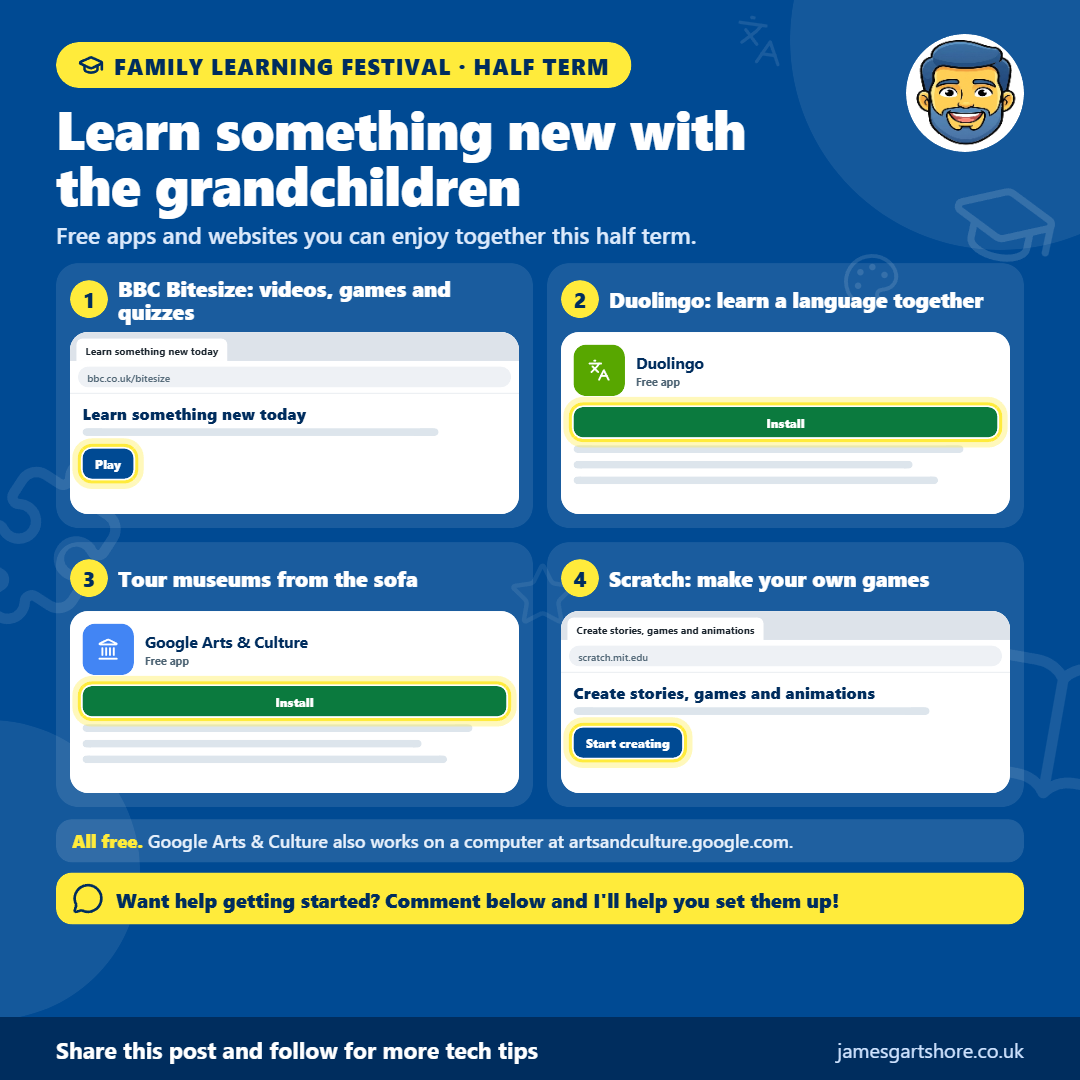 FAMILY LEARNING FESTIVAL · HALF TERM
Learn something new with
the grandchildren
Free apps and websites you can enjoy together this half term.
1
BBC Bitesize: videos, games and
quizzes
Learn something new today
bbc.co.uk/bitesize
Learn something new today
Play
2
Duolingo: learn a language together
Duolingo
Free app
Install
3
Tour museums from the sofa
Google Arts & Culture
Free app
Install
4
Scratch: make your own games
Create stories, games and animations
scratch.mit.edu
Create stories, games and animations
Start creating
All free. Google Arts & Culture also works on a computer at artsandculture.google.com.
Want help getting started? Comment below and I'll help you set them up!
Share this post and follow for more tech tips
jamesgartshore.co.uk